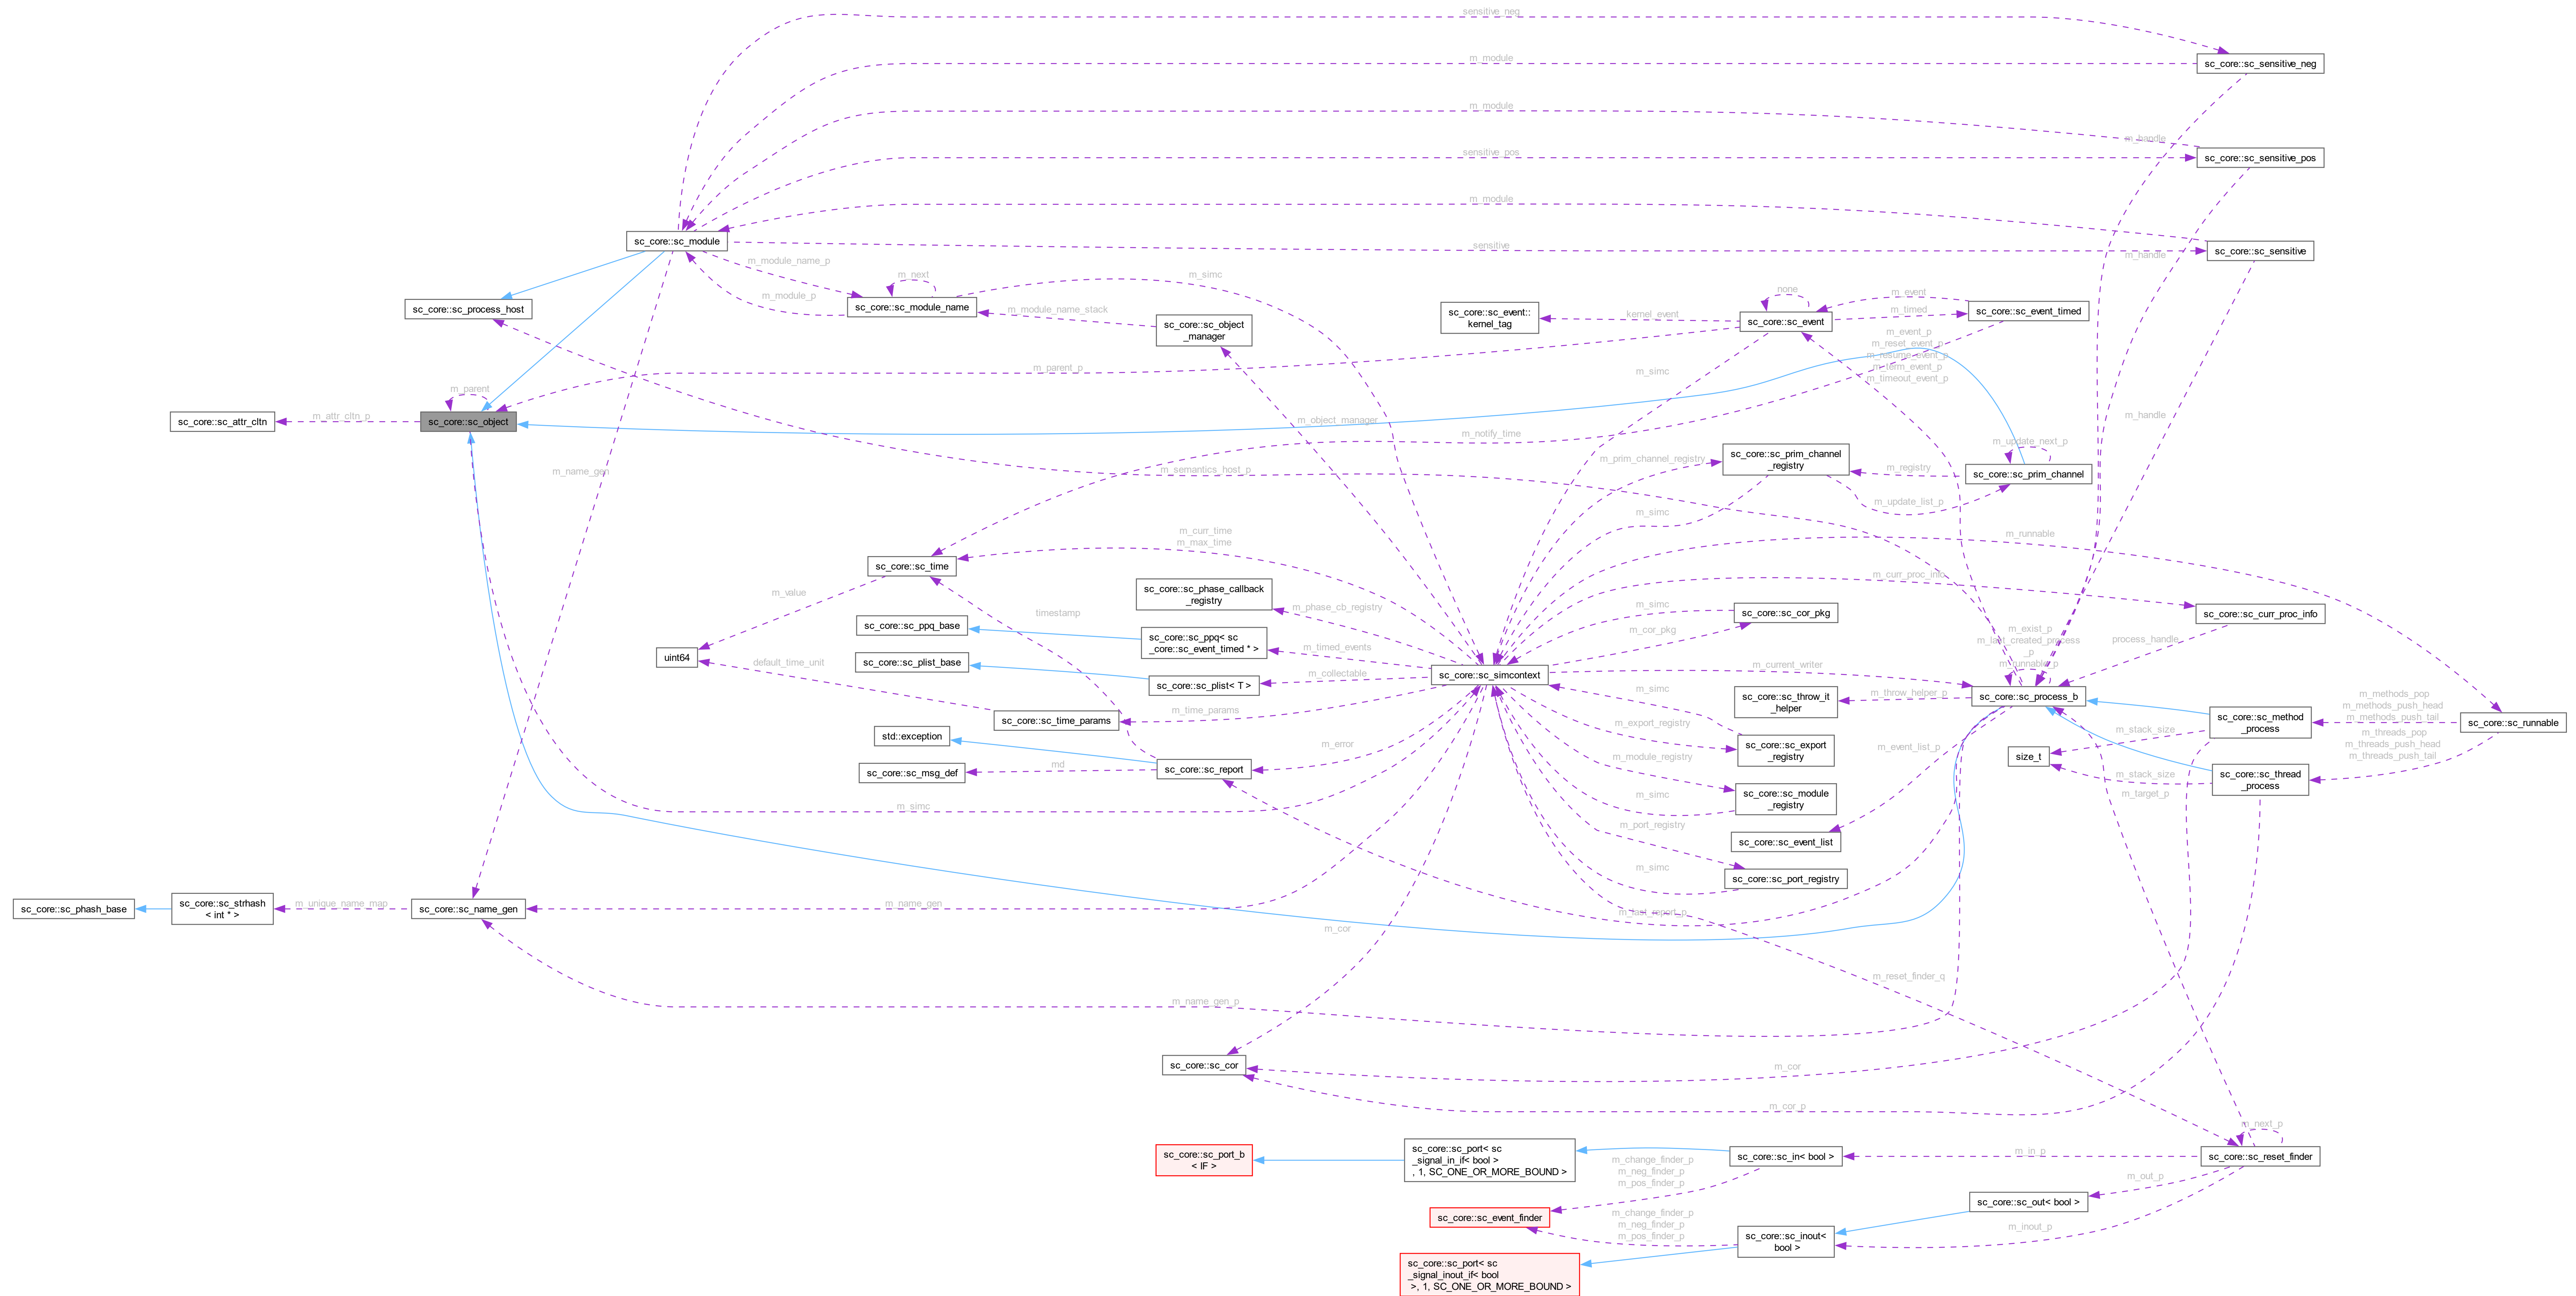 sensitive_neg
m_module
sc_core::sc_sensitive_neg
m_module
m_handle
sensitive_pos
sc_core::sc_sensitive_pos
m_module
sc_core::sc_module
sensitive
m_handle
sc_core::sc_sensitive
m_module_name_p
m_next
m_simc
m_module_p
sc_core::sc_process_host
sc_core::sc_module_name
m_module_name_stack
sc_core::sc_object
_manager
none
m_event
sc_core::sc_event::
kernel_tag
kernel_event
sc_core::sc_event
m_timed
sc_core::sc_event_timed
m_event_p
m_reset_event_p
m_resume_event_p
m_term_event_p
m_timeout_event_p
m_parent_p
m_simc
m_parent
m_handle
sc_core::sc_attr_cltn
m_attr_cltn_p
sc_core::sc_object
m_object_manager
m_notify_time
m_name_gen
m_semantics_host_p
m_prim_channel_registry
sc_core::sc_prim_channel
_registry
m_update_next_p
m_registry
sc_core::sc_prim_channel
m_update_list_p
m_simc
m_curr_time
m_max_time
m_runnable
sc_core::sc_time
m_value
timestamp
sc_core::sc_phase_callback
_registry
m_phase_cb_registry
m_curr_proc_info
m_simc
sc_core::sc_cor_pkg
m_cor_pkg
sc_core::sc_curr_proc_info
process_handle
sc_core::sc_ppq_base
sc_core::sc_ppq< sc
_core::sc_event_timed * >
m_timed_events
m_exist_p
m_last_created_process
_p
m_runnable_p
uint64
default_time_unit
sc_core::sc_plist_base
sc_core::sc_plist< T >
m_collectable
sc_core::sc_simcontext
m_current_writer
sc_core::sc_throw_it
_helper
m_throw_helper_p
sc_core::sc_process_b
m_simc
m_time_params
sc_core::sc_time_params
m_export_registry
sc_core::sc_export
_registry
m_event_list_p
m_stack_size
sc_core::sc_method
_process
m_methods_pop
m_methods_push_head
m_methods_push_tail
sc_core::sc_runnable
m_threads_pop
m_threads_push_head
m_threads_push_tail
std::exception
m_error
sc_core::sc_msg_def
md
sc_core::sc_report
m_module_registry
size_t
m_stack_size
sc_core::sc_thread
_process
m_target_p
m_simc
m_simc
sc_core::sc_module
_registry
m_port_registry
sc_core::sc_event_list
m_simc
sc_core::sc_port_registry
sc_core::sc_phash_base
sc_core::sc_strhash
< int * >
m_unique_name_map
sc_core::sc_name_gen
m_name_gen
m_cor
m_last_report_p
m_reset_finder_q
m_name_gen_p
sc_core::sc_cor
m_cor
m_cor_p
m_next_p
sc_core::sc_port_b
< IF >
sc_core::sc_port< sc
_signal_in_if< bool >
, 1, SC_ONE_OR_MORE_BOUND >
m_change_finder_p
m_neg_finder_p
m_pos_finder_p
sc_core::sc_in< bool >
m_in_p
sc_core::sc_reset_finder
m_out_p
sc_core::sc_out< bool >
sc_core::sc_event_finder
m_change_finder_p
m_neg_finder_p
m_pos_finder_p
m_inout_p
sc_core::sc_inout<
bool >
sc_core::sc_port< sc
_signal_inout_if< bool
>, 1, SC_ONE_OR_MORE_BOUND >